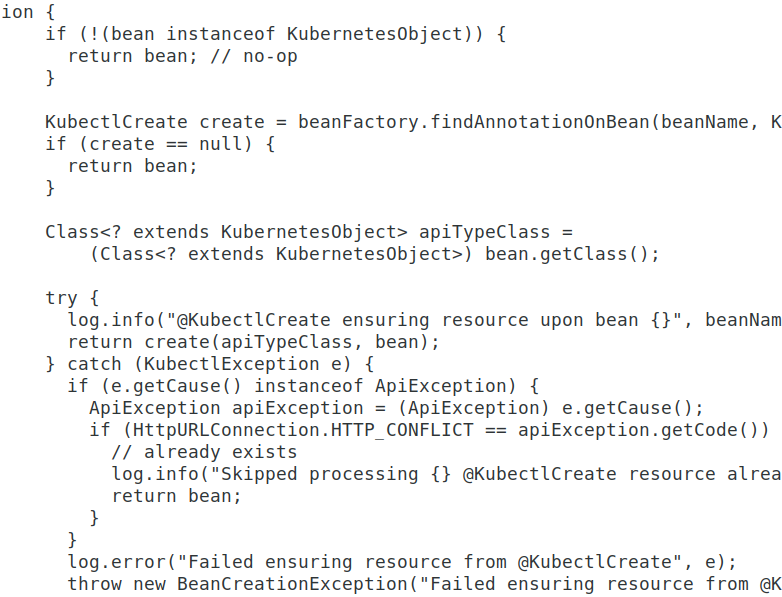 ion {
    if (!(bean instanceof KubernetesObject)) {
      return bean; // no-op
    }

    KubectlCreate create = beanFactory.findAnnotationOnBean(beanName, K
    if (create == null) {
      return bean;
    }

    Class<? extends KubernetesObject> apiTypeClass =
        (Class<? extends KubernetesObject>) bean.getClass();

    try {
      log.info("@KubectlCreate ensuring resource upon bean {}", beanNam
      return create(apiTypeClass, bean);
    } catch (KubectlException e) {
      if (e.getCause() instanceof ApiException) {
        ApiException apiException = (ApiException) e.getCause();
        if (HttpURLConnection.HTTP_CONFLICT == apiException.getCode())
          // already exists
          log.info("Skipped processing {} @KubectlCreate resource alrea
          return bean;
        }
      }
      log.error("Failed ensuring resource from @KubectlCreate", e);
      throw new BeanCreationException("Failed ensuring resource from @K